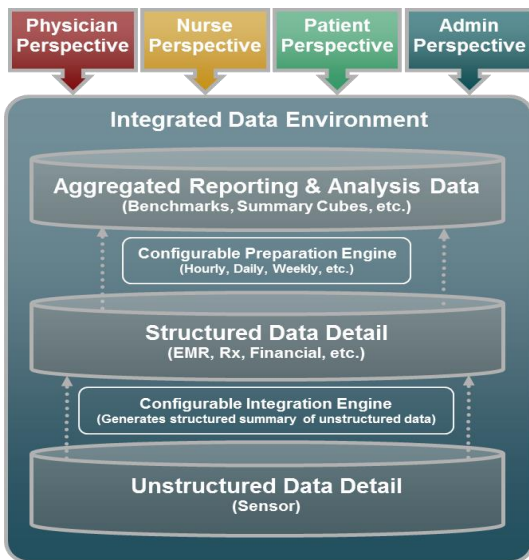 Physician
Perspective
Nurse
Perspective
Patient
Perspective
Admin
Perspective
Integrated Data Environment
Aggregated Reporting & Analysis Data
(Benchmarks, Summary Cubes, etc.)
Configurable Preparation Engine
(Hourly, Daily, Weekly, etc.)
Structured Data Detail
(EMR, Rx, Financial, etc.)
Configurable Integration Engine
(Generates structured summary of unstructured data)
Unstructured Data Detail
(Sensor)